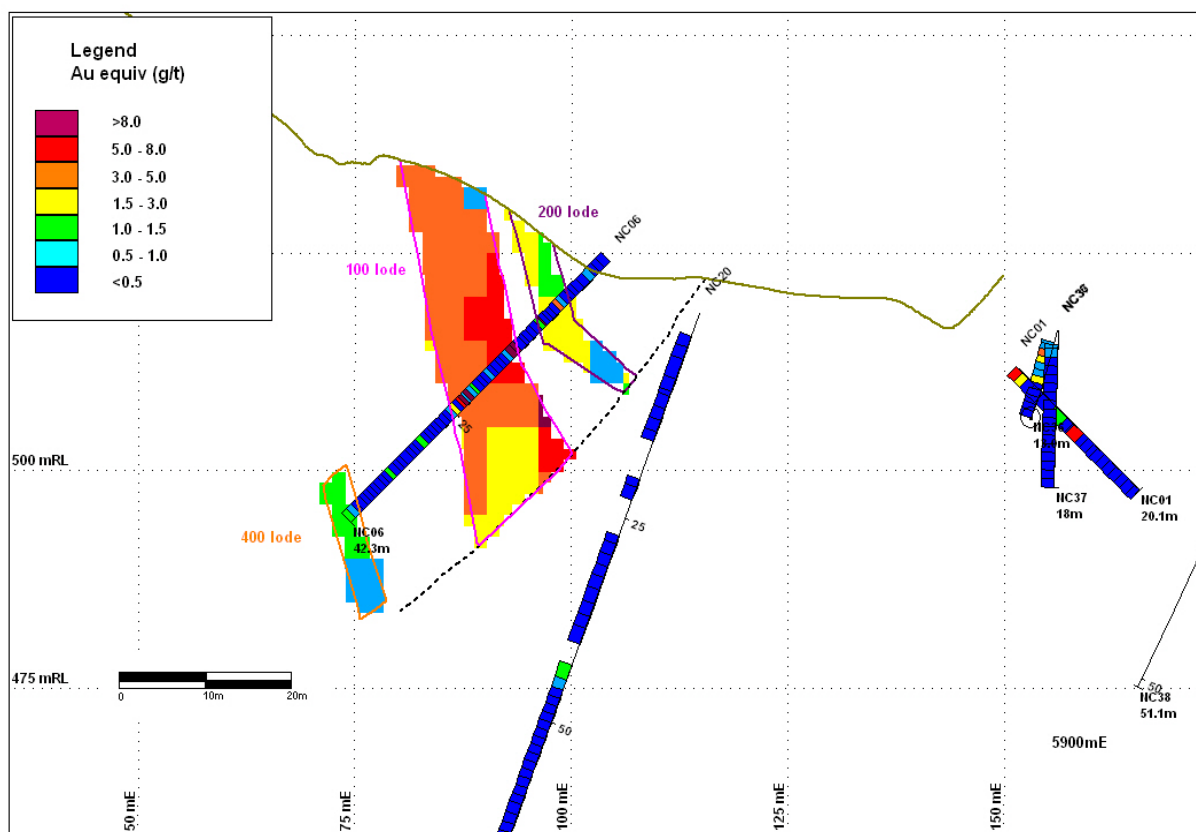 Legend
Au equiv (g/t)
>8.0
5.0 - 8.0
3.0 - 5.0
1.5 - 3.0
1.0 - 1.5
0.5 - 1.0
<0.5
200 lode
NC06
100 lode
NC20
NC36
NC01
25
500 mRL
NC37
18m
NC01
20.1m
400 lode
NC06
42.3m
25
475 mRL
0
10m
20m
50
NC38
51.1m
50
5900mE
50 mE
75 mE
100 mE
125 mE
150 mE